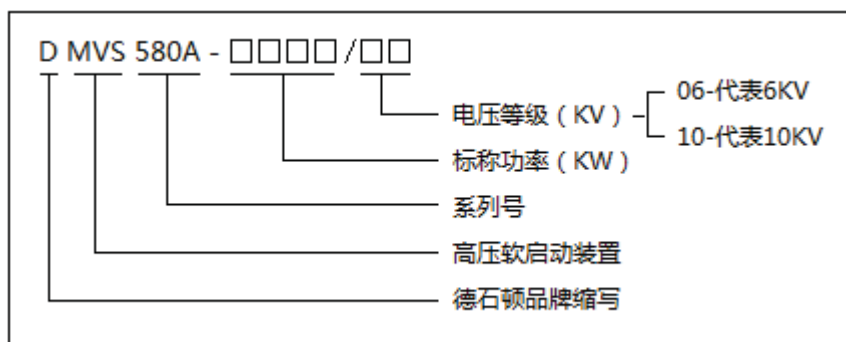 D MVS 580A - □□□□ / □□
电压等级（KV）
06-代表6KV
10-代表10KV
标称功率（KW）
系列号
高压软启动装置
德石顿品牌缩写